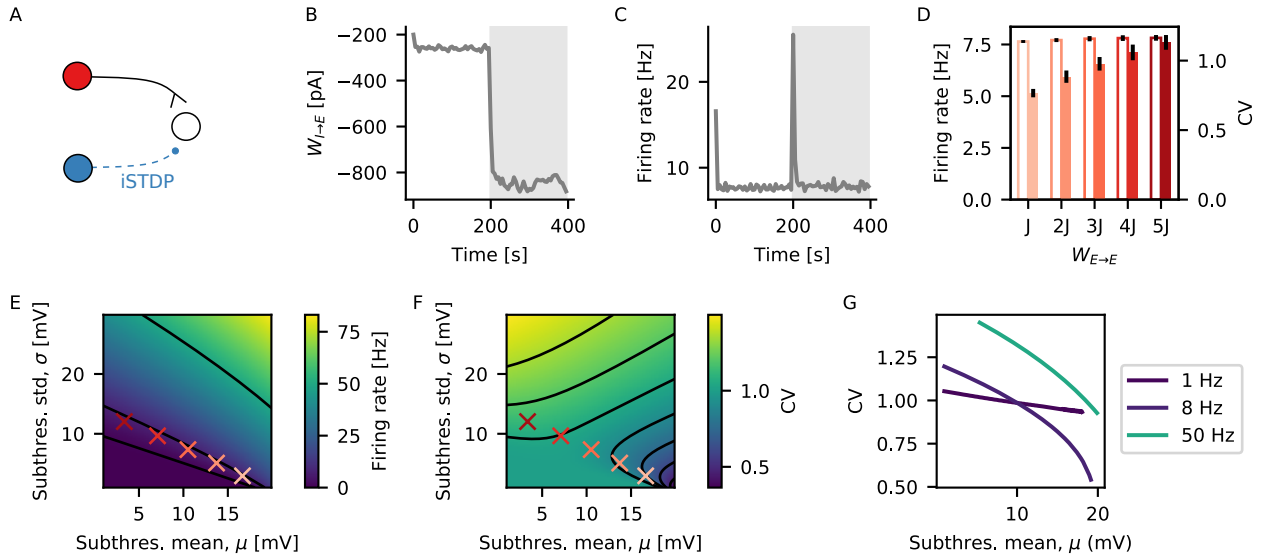 A
iSTDP
B
W_{I→E} [pA]
−200
−400
−600
−800
0
200
400
Time [s]
C
Firing rate [Hz]
20
10
0
200
400
Time [s]
D
Firing rate [Hz]
7.5
5.0
2.5
0.0
CV
1.0
0.5
0.0
J
2J
3J
4J
5J
W_{E→E}
E
Subthres. std, σ [mV]
20
10
5
10
15
Subthres. mean, μ [mV]
Firing rate [Hz]
75
50
25
0
F
Subthres. std, σ [mV]
20
10
5
10
15
Subthres. mean, μ [mV]
CV
1.0
0.5
G
CV
1.25
1.00
0.75
0.50
10
20
Subthres. mean, μ (mV)
1 Hz
8 Hz
50 Hz